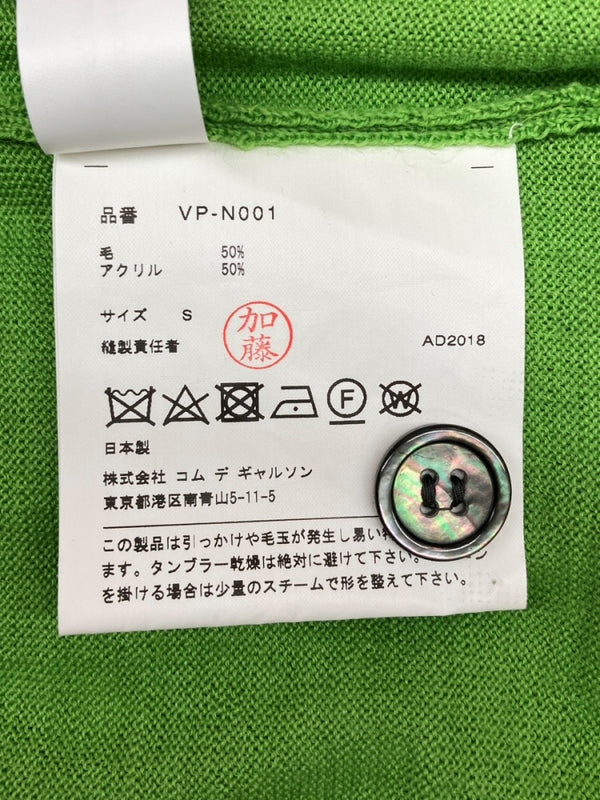 品番 VP-N001
毛 50%
アクリル 50%
サイズ S
縫製責任者 加藤 AD2018
F W
日本製
株式会社 コム デ ギャルソン
東京都港区南青山5-11-5
この製品は引っかけや毛玉が発生し易い
ます。タンブラー乾燥は絶対に避けて下さい。 ン
を掛ける場合は少量のスチームで形を整えて下さい。